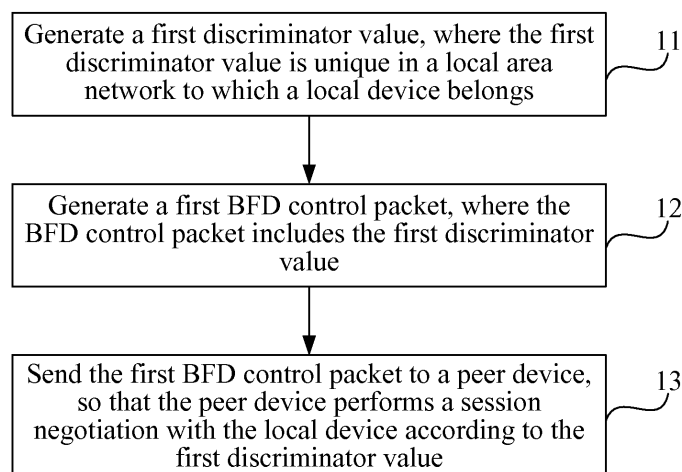 Generate a first discriminator value, where the first
discriminator value is unique in a local area
network to which a local device belongs
11
Generate a first BFD control packet, where the
BFD control packet includes the first discriminator
value
12
Send the first BFD control packet to a peer device,
so that the peer device performs a session
negotiation with the local device according to the
first discriminator value
13